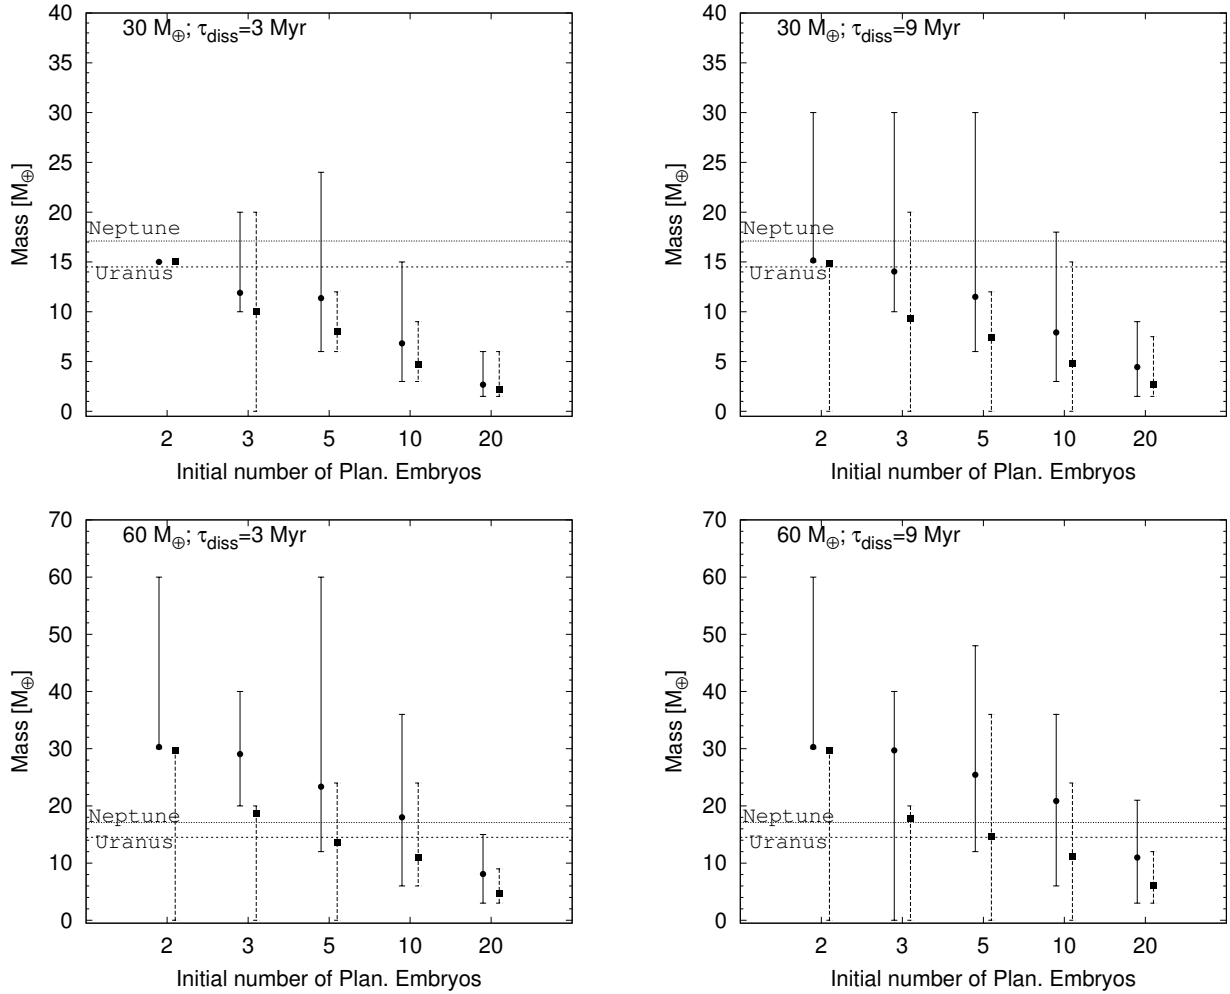 30 M⊕; τdiss=3 Myr
40
35
30
25
20
15
10
5
0
Mass [M⊕]
Neptune
Uranus
2 3 5 10 20
Initial number of Plan. Embryos
30 M⊕; τdiss=9 Myr
40
35
30
25
20
15
10
5
0
Mass [M⊕]
Neptune
Uranus
2 3 5 10 20
Initial number of Plan. Embryos
60 M⊕; τdiss=3 Myr
70
60
50
40
30
20
10
0
Mass [M⊕]
Neptune
Uranus
2 3 5 10 20
Initial number of Plan. Embryos
60 M⊕; τdiss=9 Myr
70
60
50
40
30
20
10
0
Mass [M⊕]
Neptune
Uranus
2 3 5 10 20
Initial number of Plan. Embryos